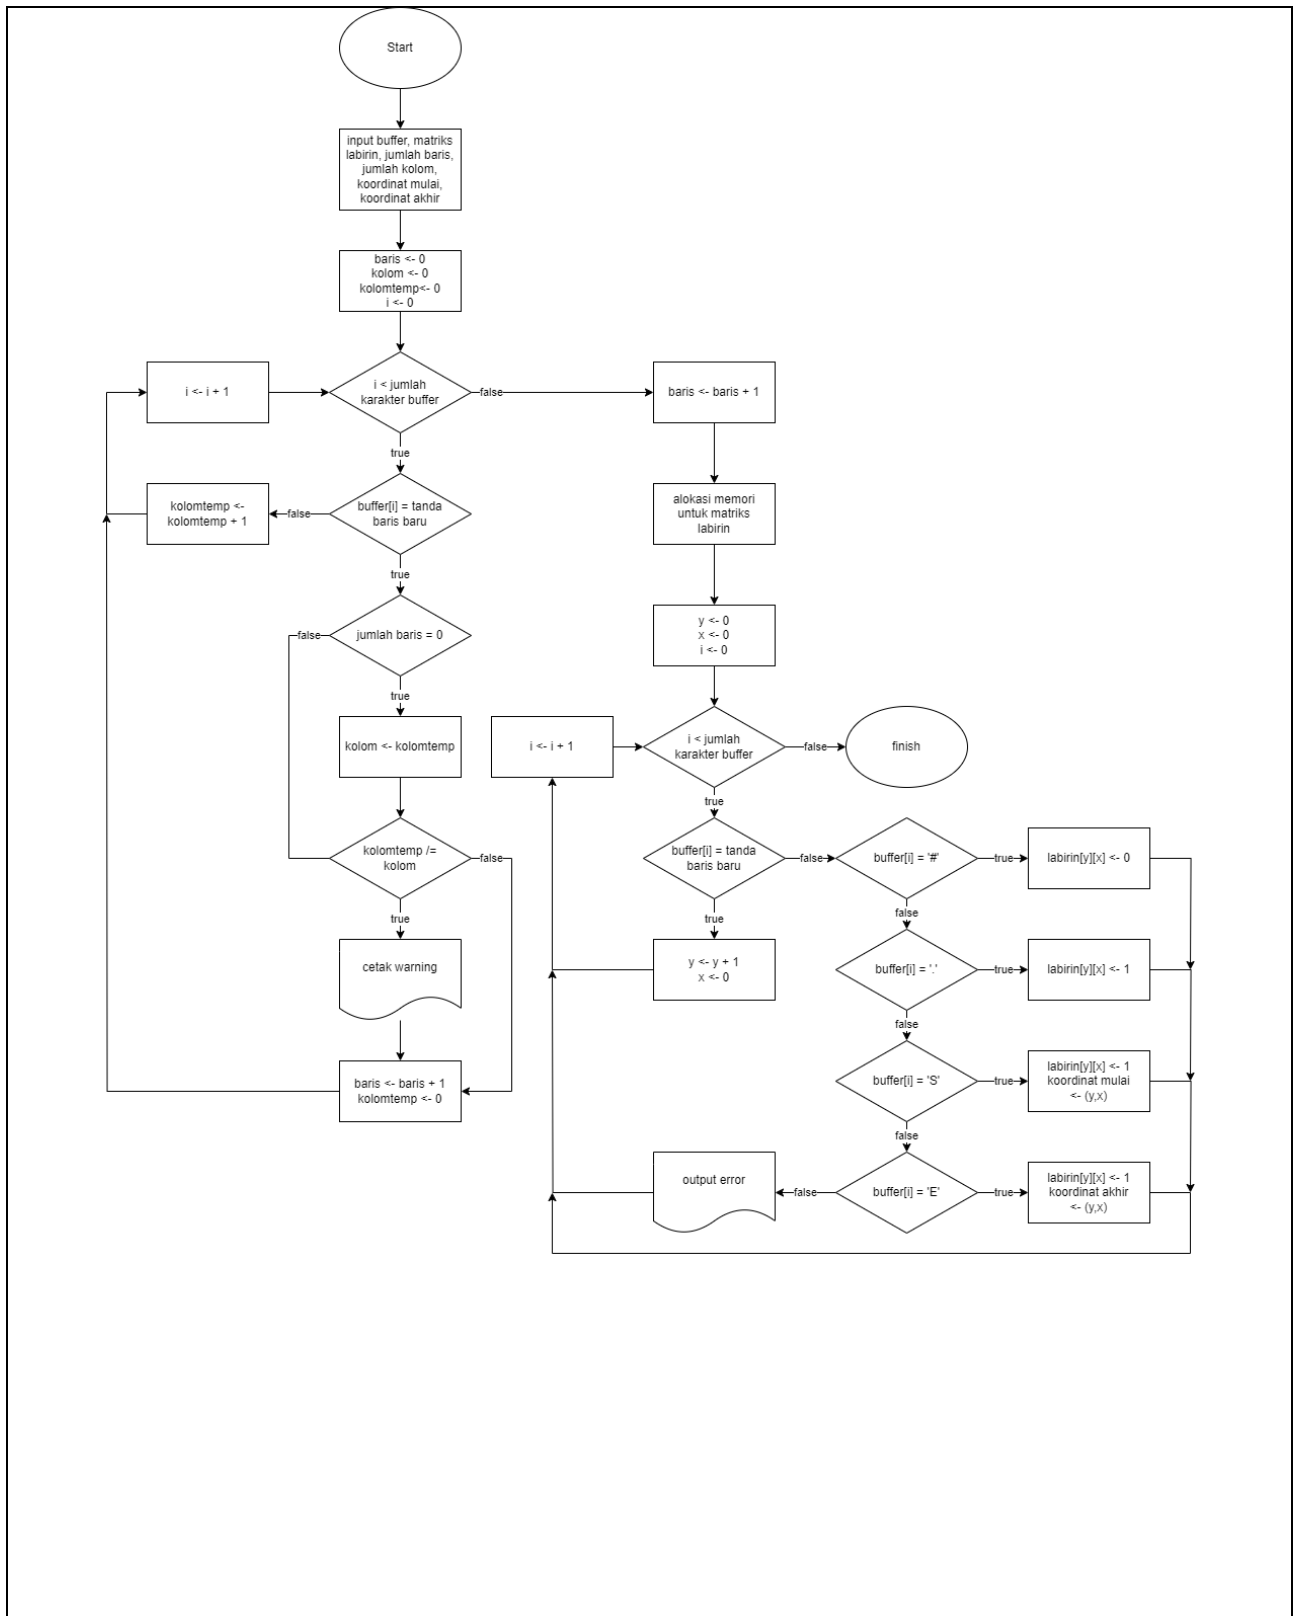 Start
input buffer, matriks
labirin, jumlah baris,
jumlah kolom,
koordinat mulai,
koordinat akhir
baris <- 0
kolom <- 0
kolomtemp<- 0
i <- 0
i <- i + 1
i < jumlah
karakter buffer
false
baris <- baris + 1
true
kolomtemp <-
kolomtemp + 1
false
buffer[i] = tanda
baris baru
alokasi memori
untuk matriks
labirin
true
false
jumlah baris = 0
y <- 0
x <- 0
i <- 0
true
kolom <- kolomtemp
i <- i + 1
i < jumlah
karakter buffer
false
finish
true
kolomtemp /=
kolom
false
buffer[i] = tanda
baris baru
false
buffer[i] = '#'
true
labirin[y][x] <- 0
true
true
false
cetak warning
y <- y + 1
x <- 0
buffer[i] = '.'
true
labirin[y][x] <- 1
false
baris <- baris + 1
kolomtemp <- 0
buffer[i] = 'S'
true
labirin[y][x] <- 1
koordinat mulai
<- (y,x)
false
output error
false
buffer[i] = 'E'
true
labirin[y][x] <- 1
koordinat akhir
<- (y,x)